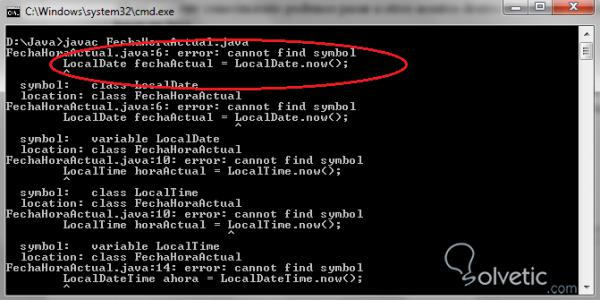 C:\Windows\system32\cmd.exe
D:\Java>javac FechaHoraActual.java
FechaHoraActual.java:6: error: cannot find symbol
LocalDate fechaActual = LocalDate.now();
^
symbol: class LocalDate
location: class FechaHoraActual
FechaHoraActual.java:6: error: cannot find symbol
LocalDate fechaActual = LocalDate.now();
^
symbol: variable LocalDate
location: class FechaHoraActual
FechaHoraActual.java:10: error: cannot find symbol
LocalTime horaActual = LocalTime.now();
^
symbol: class LocalTime
location: class FechaHoraActual
FechaHoraActual.java:10: error: cannot find symbol
LocalTime horaActual = LocalTime.now();
^
symbol: variable LocalTime
location: class FechaHoraActual
FechaHoraActual.java:14: error: cannot find symbol
LocalDateTime ahora = LocalDateTime.now();
^
Solvetic
.com